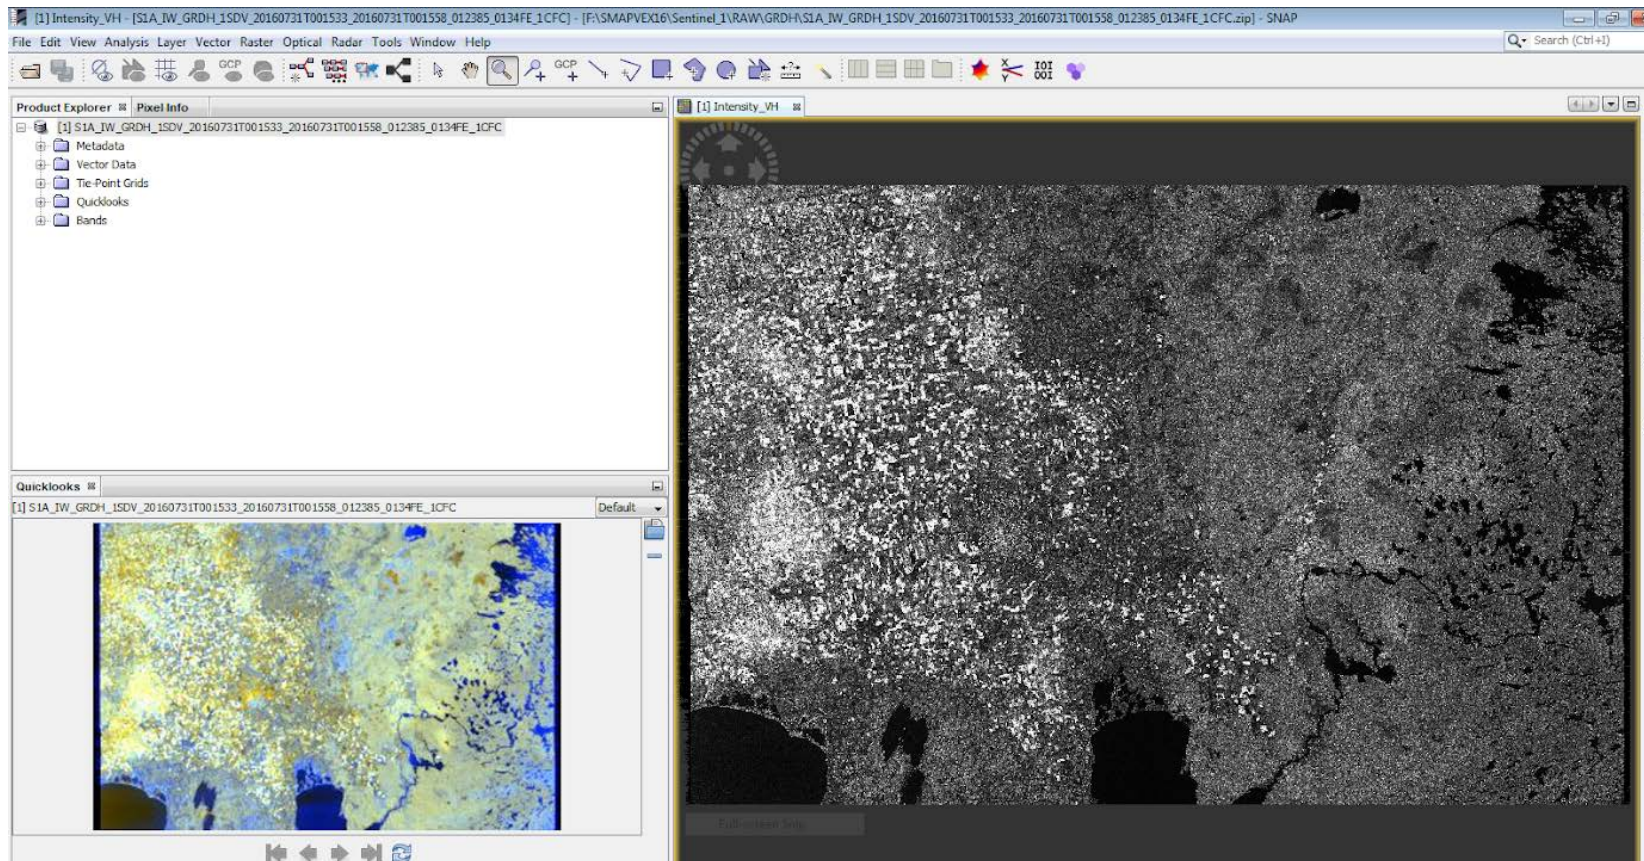 [1] Intensity_VH - [S1A_IW_GRDH_1SDV_20160731T001533_20160731T001558_012385_0134FE_1CFC] - [F:\SMAPVEX16\Sentinel_1\RAW\GRDH\S1A_IW_GRDH_1SDV_20160731T001533_20160731T001558_012385_0134FE_1CFC.zip] - SNAP
File Edit View Analysis Layer Vector Raster Optical Radar Tools Window Help
Search (Ctrl+I)
GCP GCP
Product Explorer Pixel Info
[1] Intensity_VH
[1] S1A_IW_GRDH_1SDV_20160731T001533_20160731T001558_012385_0134FE_1CFC
Metadata
Vector Data
Tie-Point Grids
Quicklooks
Bands
Quicklooks
[1] S1A_IW_GRDH_1SDV_20160731T001533_20160731T001558_012385_0134FE_1CFC
Default